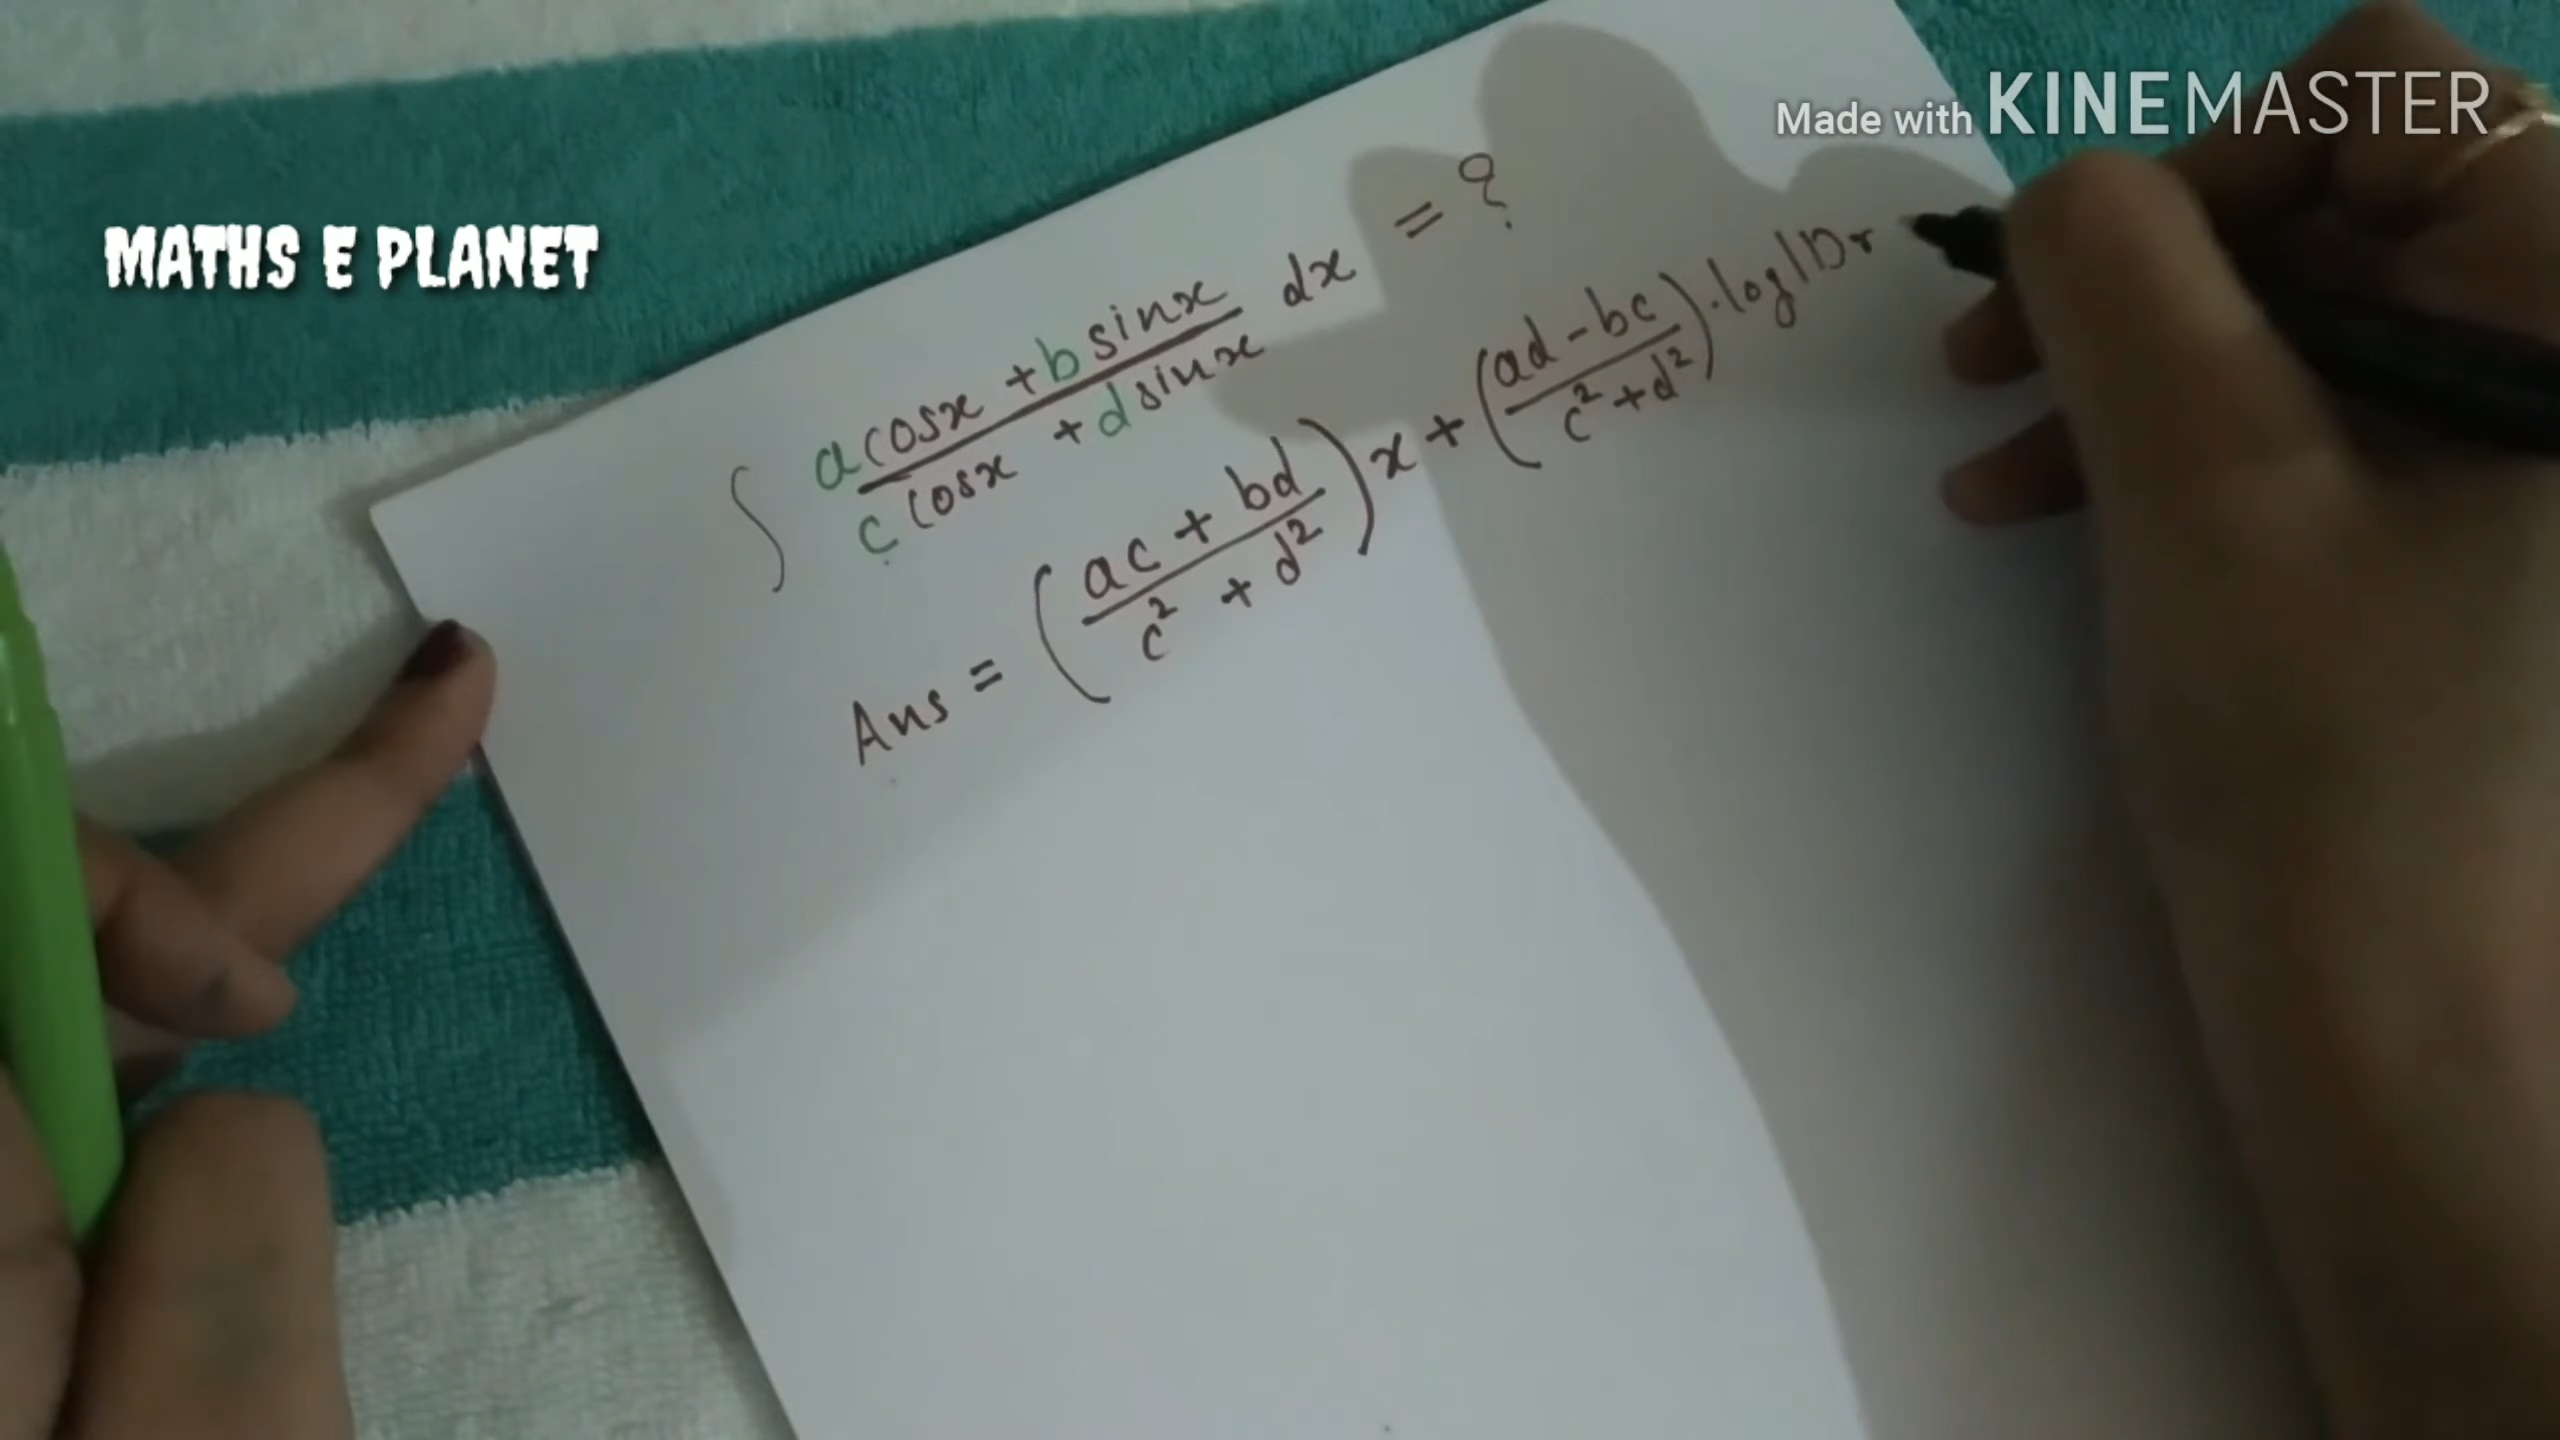 Made with KINEMASTER
MATHS E PLANET
∫ (a cosx + b sinx)/(c cosx + d sinx) dx = ?
Ans = ((ac + bd)/(c² + d²)) x + ((ad - bc)/(c² + d²)) . log |Dr